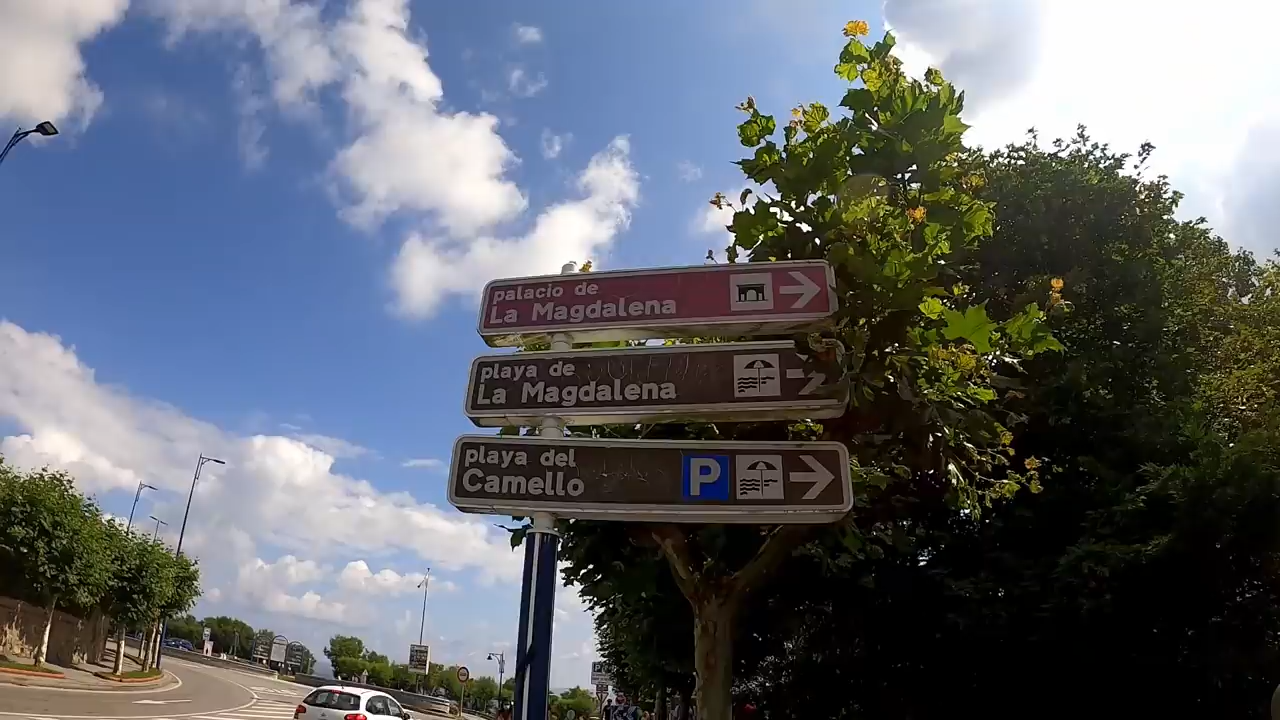 palacio de
La Magdalena
playa de
La Magdalena
playa del
Camello
P